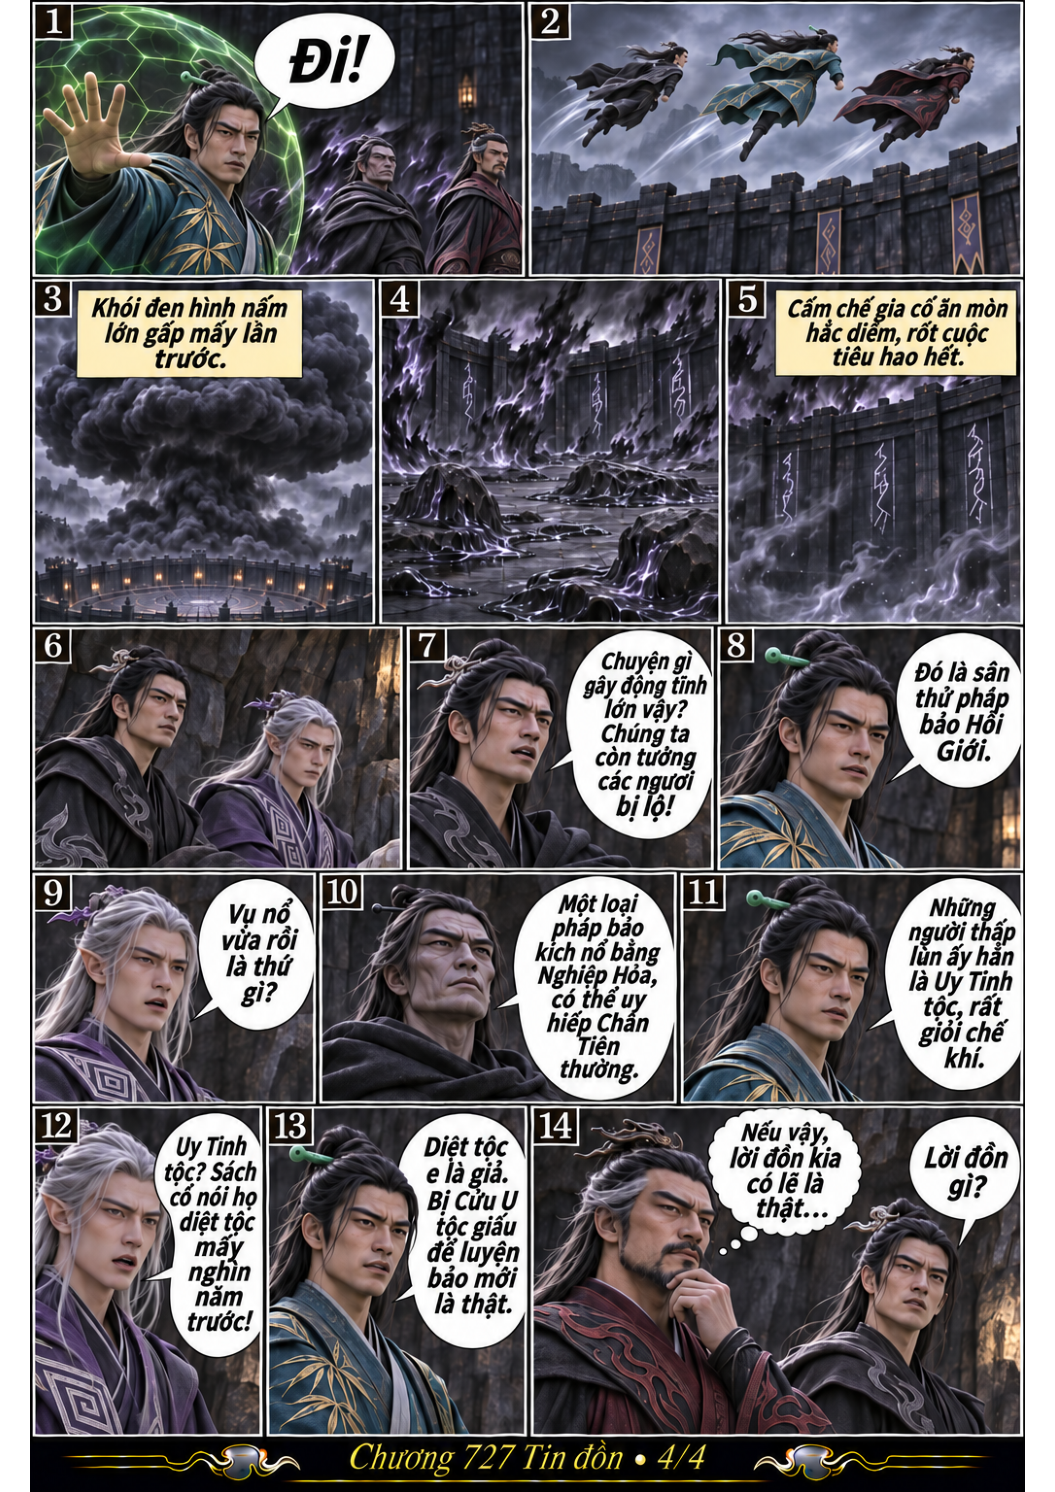 1
Đi!
2
3
Khói đen hình nấm
lớn gấp mấy lần
trước.
4
5
Cấm chế gia cố ăn mòn
hắc diễm, rốt cuộc
tiêu hao hết.
6
7
Chuyện gì
gây động tĩnh
lớn vậy?
Chúng ta
còn tưởng
các ngươi
bị lộ!
8
Đó là sân
thử pháp
bảo Hồi
Giới.
9
Vụ nổ
vừa rồi
là thứ
gì?
10
Một loại
pháp bảo
kích nổ bằng
Nghiệp Hỏa,
có thể uy
hiếp Chân
Tiên
thường.
11
Những
người thấp
lùn ấy hẳn
là Uy Tinh
tộc, rất
giỏi chế
khí.
12
Uy Tinh
tộc? Sách
cổ nói họ
diệt tộc
mấy
nghìn
năm
trước!
13
Diệt tộc
e là giả.
Bị Cửu U
tộc giấu
để luyện
bảo mới
là thật.
14
Nếu vậy,
lời đồn kia
có lẽ là
thật...
Lời đồn
gì?
Chương 727 Tin đồn • 4/4